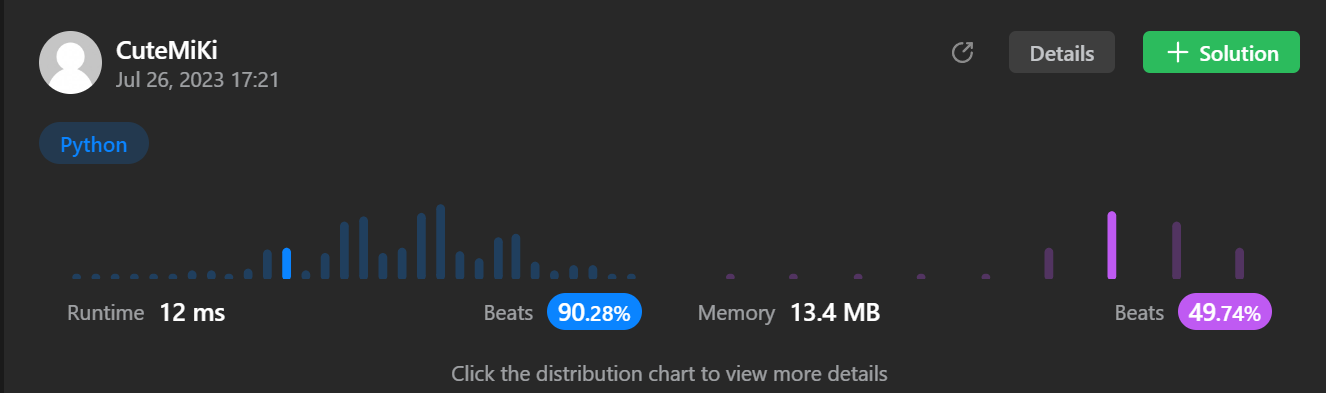 CuteMiKi
Jul 26, 2023 17:21
Details
Solution
Python
Runtime 12 ms Beats 90.28%
Memory 13.4 MB Beats 49.74%
Click the distribution chart to view more details